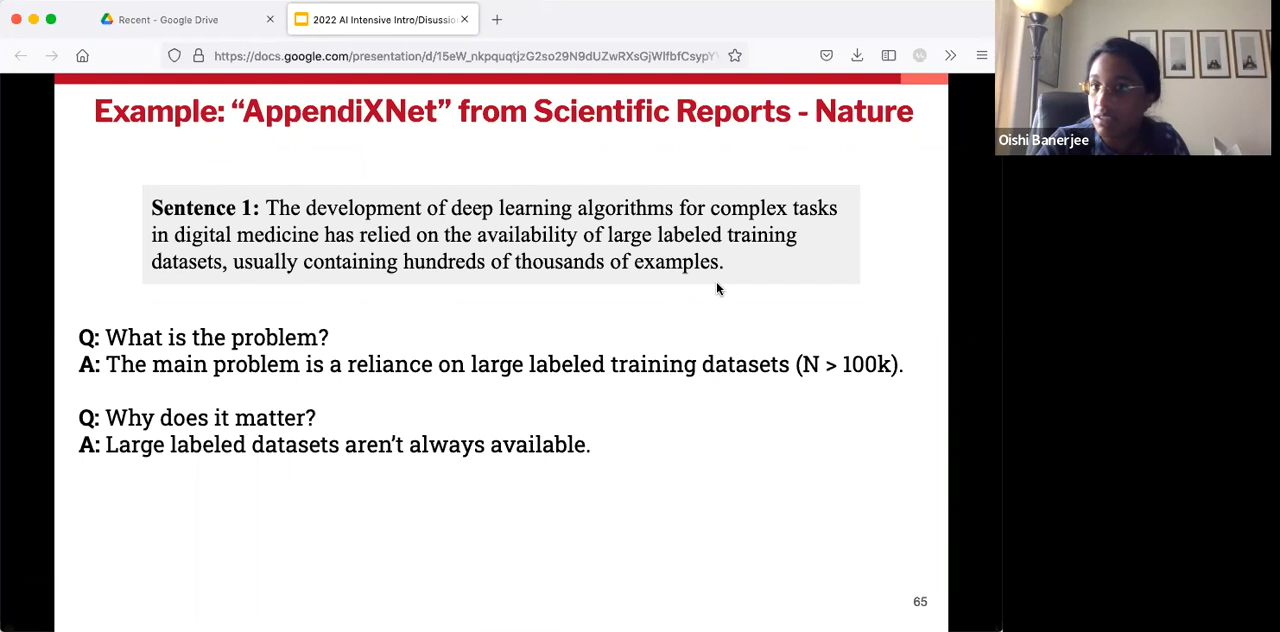 Recent - Google Drive
2022 AI Intensive Intro/Disussio
https://docs.google.com/presentation/d/15eW_nkpquqtjzG2so29N9dUZwRXsGjWlfbfCsypY
Example: “AppendiXNet” from Scientific Reports - Nature
Oishi Banerjee
Sentence 1: The development of deep learning algorithms for complex tasks
in digital medicine has relied on the availability of large labeled training
datasets, usually containing hundreds of thousands of examples.
Q: What is the problem?
A: The main problem is a reliance on large labeled training datasets (N > 100k).
Q: Why does it matter?
A: Large labeled datasets aren’t always available.
65